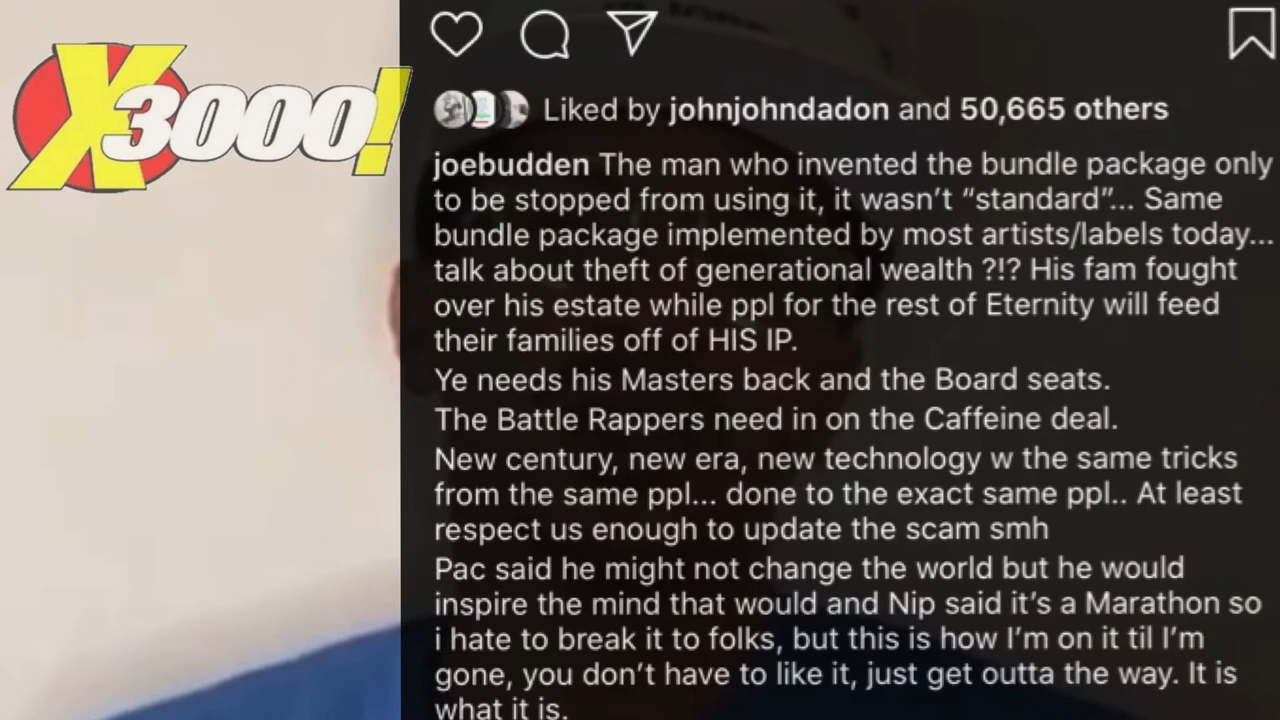 X3000!
Liked by johnjohndadon and 50,665 others
joebudden The man who invented the bundle package only
to be stopped from using it, it wasn’t “standard”... Same
bundle package implemented by most artists/labels today...
talk about theft of generational wealth ?!? His fam fought
over his estate while ppl for the rest of Eternity will feed
their families off of HIS IP.
Ye needs his Masters back and the Board seats.
The Battle Rappers need in on the Caffeine deal.
New century, new era, new technology w the same tricks
from the same ppl... done to the exact same ppl.. At least
respect us enough to update the scam smh
Pac said he might not change the world but he would
inspire the mind that would and Nip said it’s a Marathon so
i hate to break it to folks, but this is how I’m on it til I’m
gone, you don’t have to like it, just get outta the way. It is
what it is.